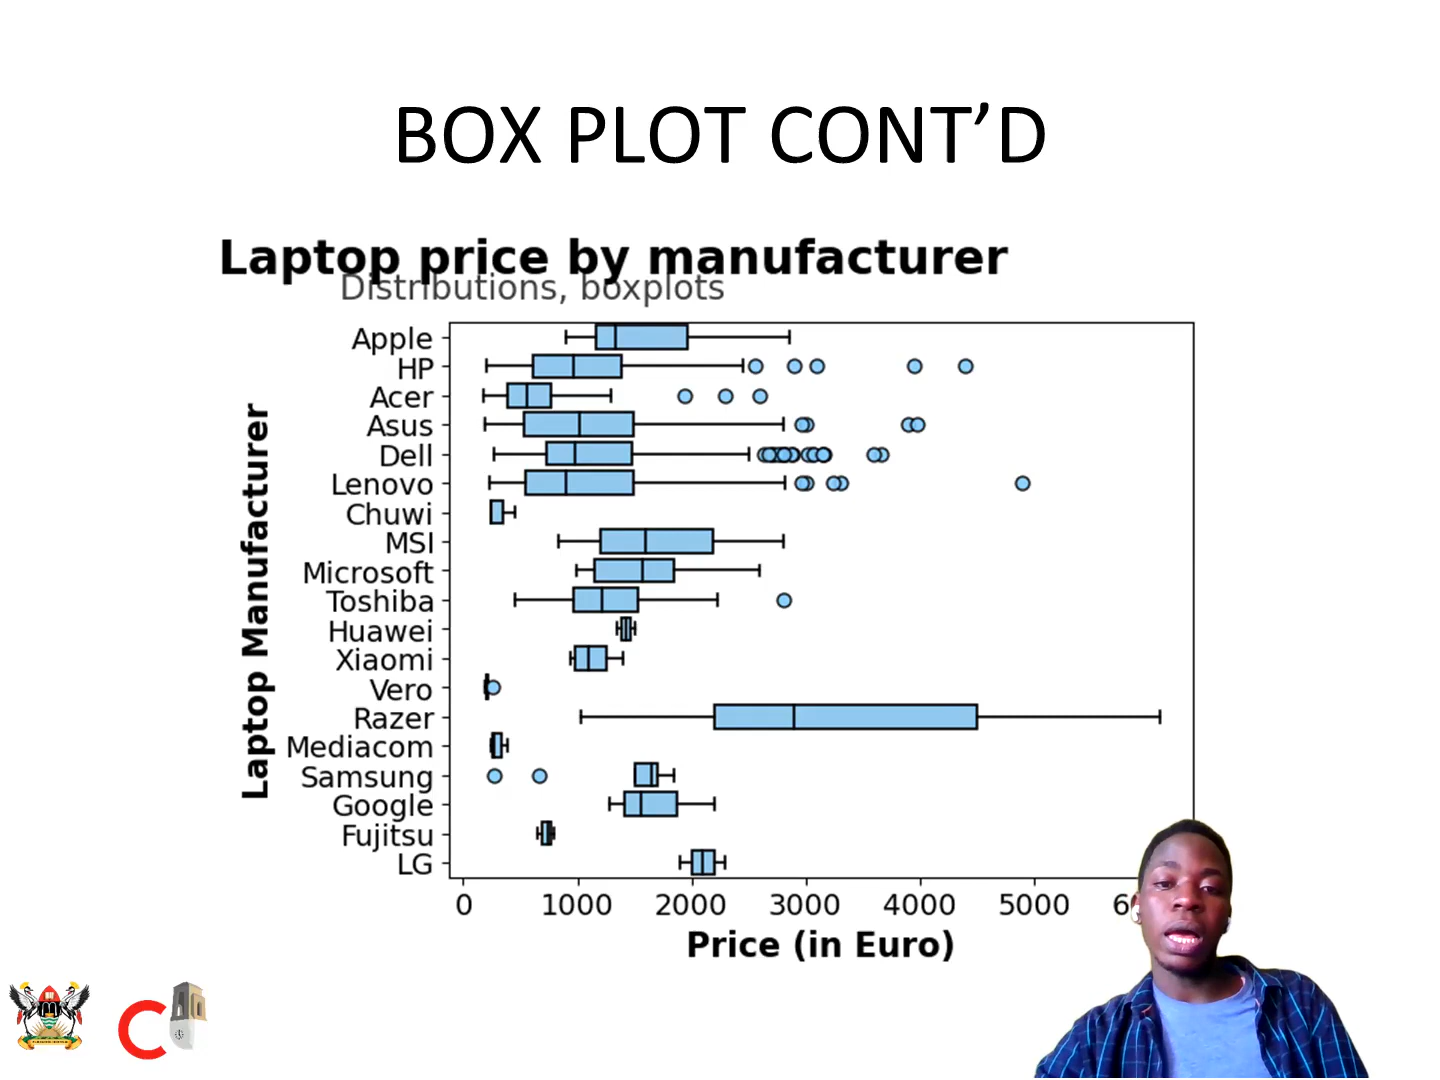 BOX PLOT CONT’D
Laptop price by manufacturer
Distributions, boxplots
Laptop Manufacturer
Apple
HP
Acer
Asus
Dell
Lenovo
Chuwi
MSI
Microsoft
Toshiba
Huawei
Xiaomi
Vero
Razer
Mediacom
Samsung
Google
Fujitsu
LG
0 1000 2000 3000 4000 5000
Price (in Euro)
C